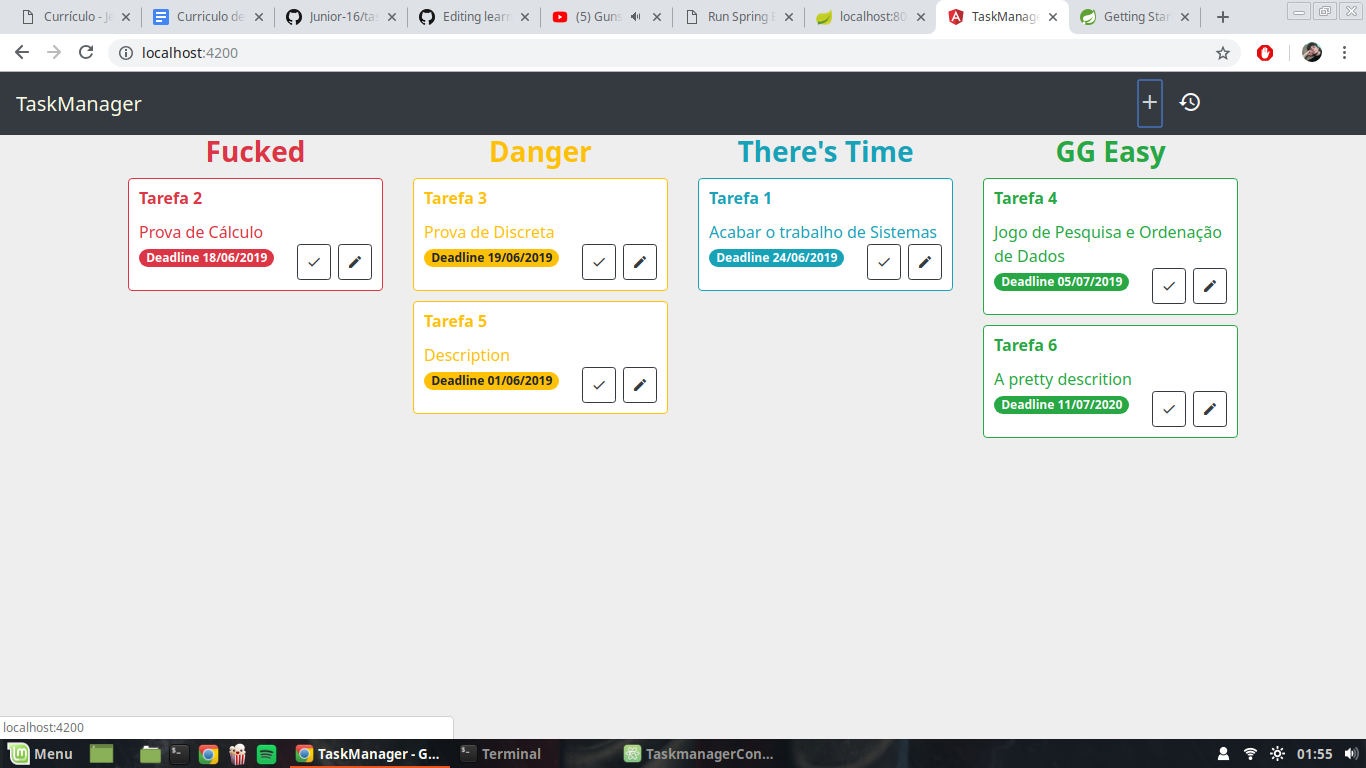 Currículo - Je
Curriculo de
Junior-16/tas
Editing learn
(5) Guns
Run Spring B
localhost:80
TaskManage
Getting Star
localhost:4200
TaskManager
Fucked
Danger
There's Time
GG Easy
Tarefa 2
Prova de Cálculo
Deadline 18/06/2019
Tarefa 3
Prova de Discreta
Deadline 19/06/2019
Tarefa 5
Description
Deadline 01/06/2019
Tarefa 1
Acabar o trabalho de Sistemas
Deadline 24/06/2019
Tarefa 4
Jogo de Pesquisa e Ordenação
de Dados
Deadline 05/07/2019
Tarefa 6
A pretty descrition
Deadline 11/07/2020
localhost:4200
Menu
TaskManager - G...
Terminal
TaskmanagerCon...
01:55